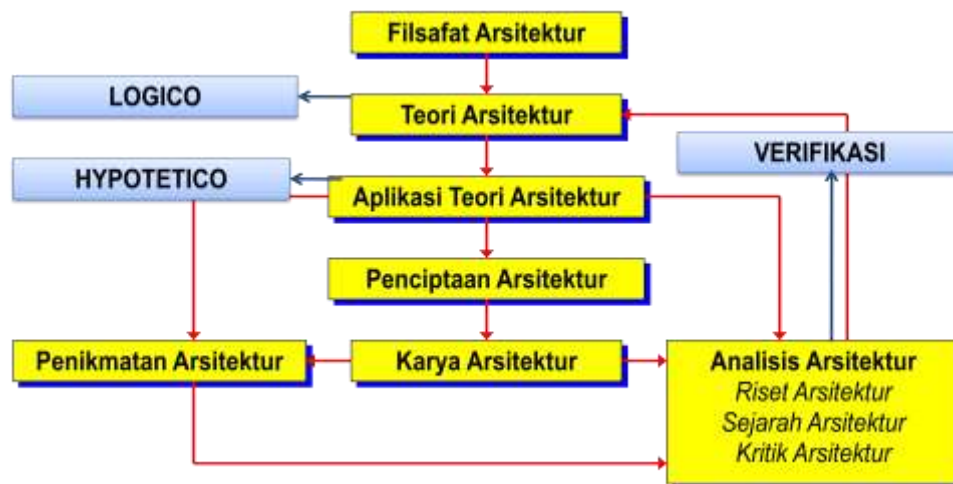 Filsafat Arsitektur
LOGICO
Teori Arsitektur
VERIFIKASI
HYPOTETICO
Aplikasi Teori Arsitektur
Penciptaan Arsitektur
Penikmatan Arsitektur
Karya Arsitektur
Analisis Arsitektur
Riset Arsitektur
Sejarah Arsitektur
Kritik Arsitektur